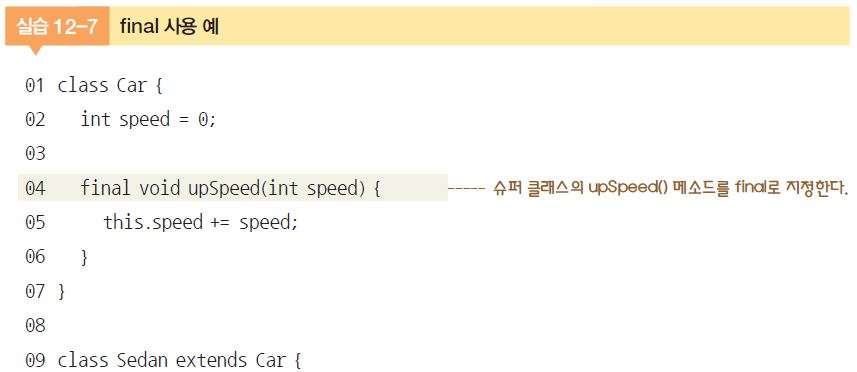 실습 12-7 final 사용 예
01 class Car {
02 int speed = 0;
03
04 final void upSpeed(int speed) { ----- 슈퍼 클래스의 upSpeed() 메소드를 final로 지정한다.
05 this.speed += speed;
06 }
07 }
08
09 class Sedan extends Car {